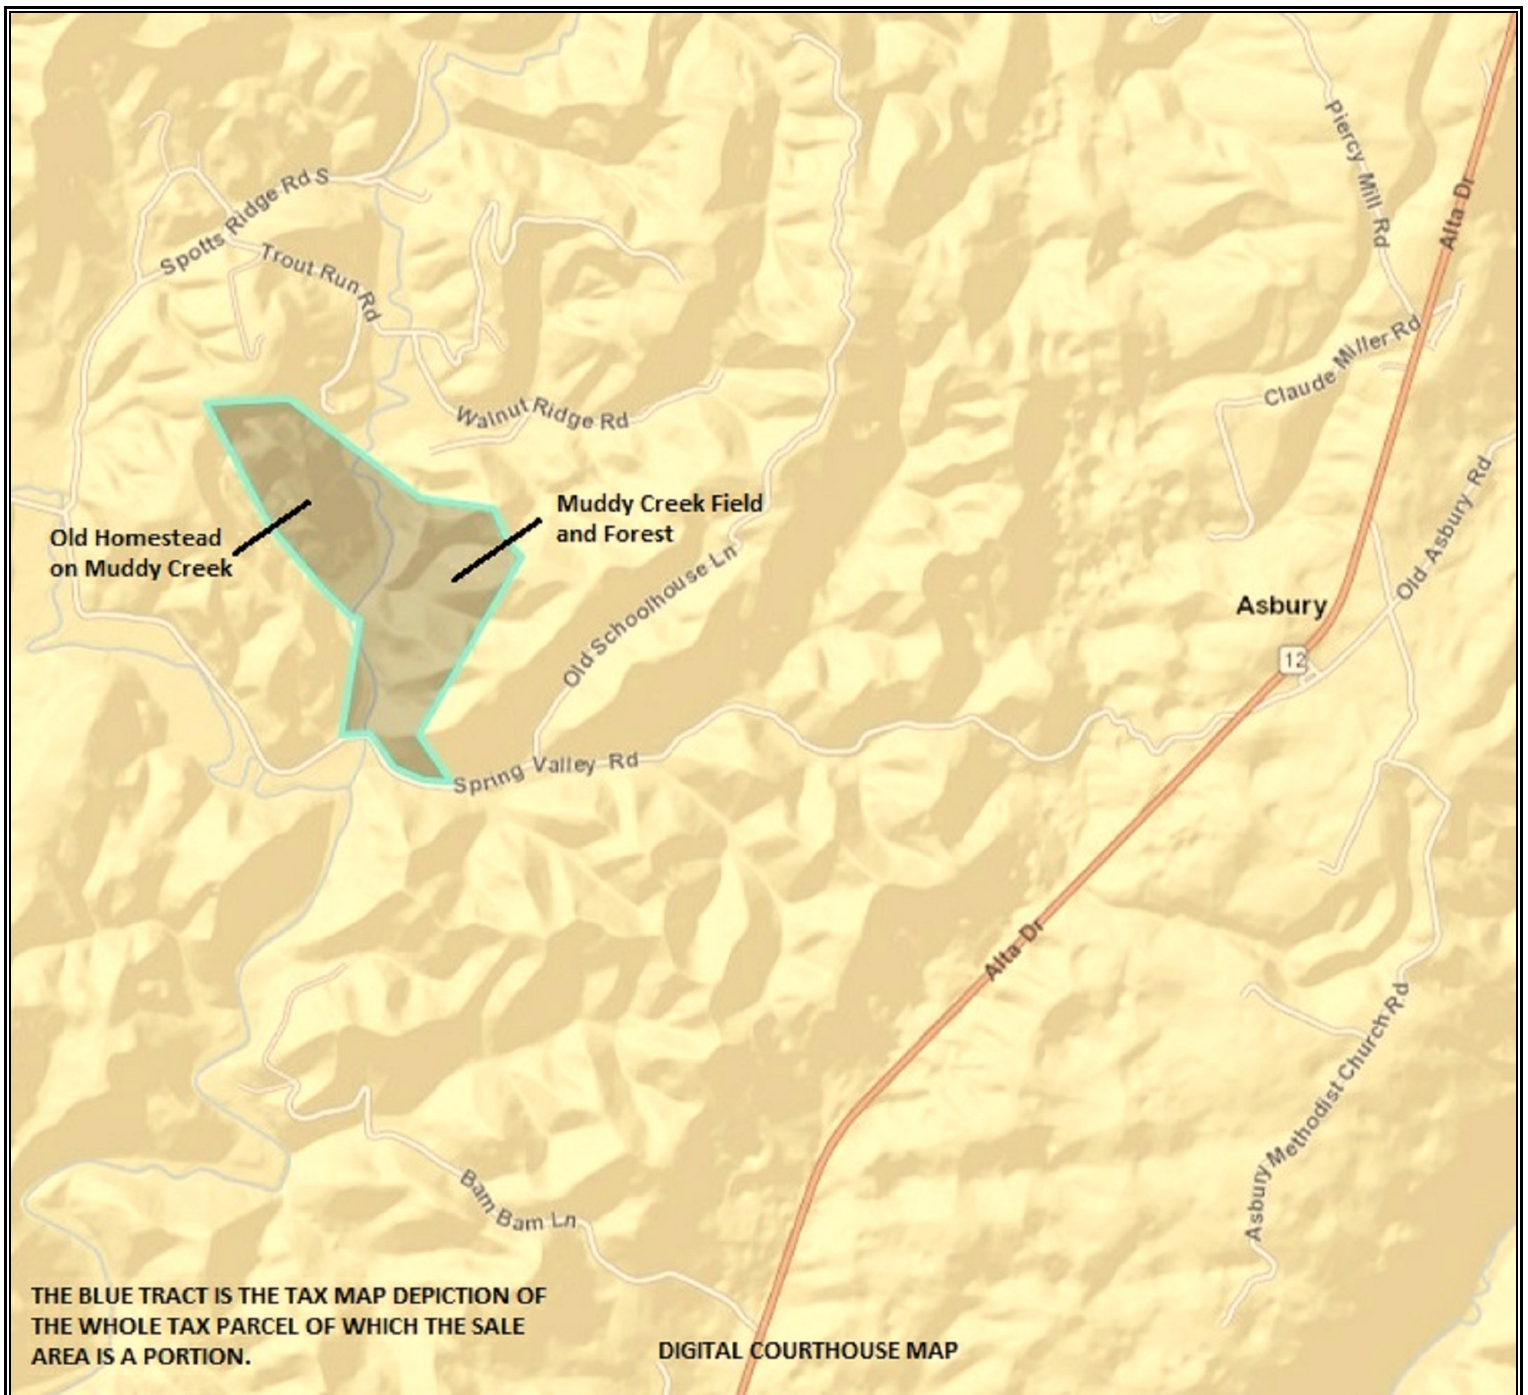 Piercy Mill Rd
Alta Dr
Spotts Ridge Rd S
Trout Run Rd
Claude Miller Rd
Walnut Ridge Rd
Old Asbury Rd
Muddy Creek Field
and Forest
Old Homestead
on Muddy Creek
Old Schoolhouse Ln
Asbury
12
Spring Valley Rd
Alta Dr
Asbury Methodist Church Rd
Bam Bam Ln
THE BLUE TRACT IS THE TAX MAP DEPICTION OF
THE WHOLE TAX PARCEL OF WHICH THE SALE
AREA IS A PORTION.
DIGITAL COURTHOUSE MAP